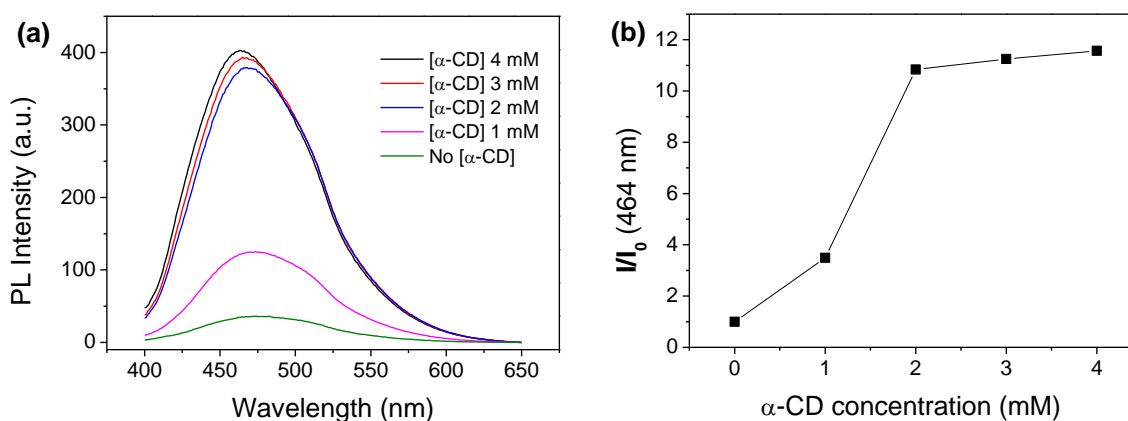 (a)
400
300
200
100
0
PL Intensity (a.u.)
[α-CD] 4 mM
[α-CD] 3 mM
[α-CD] 2 mM
[α-CD] 1 mM
No [α-CD]
400 450 500 550 600 650
Wavelength (nm)
(b)
12
10
8
6
4
2
0
I/I₀ (464 nm)
0 1 2 3 4
α-CD concentration (mM)